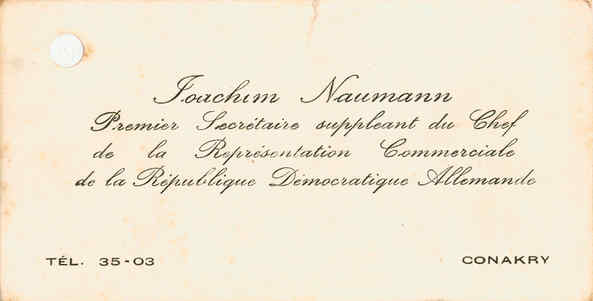 Joachim Naumann
Premier Secrétaire suppleant du Chef
de la Représentation Commerciale
de la République Démocratique Allemande
TÉL. 35-03
CONAKRY